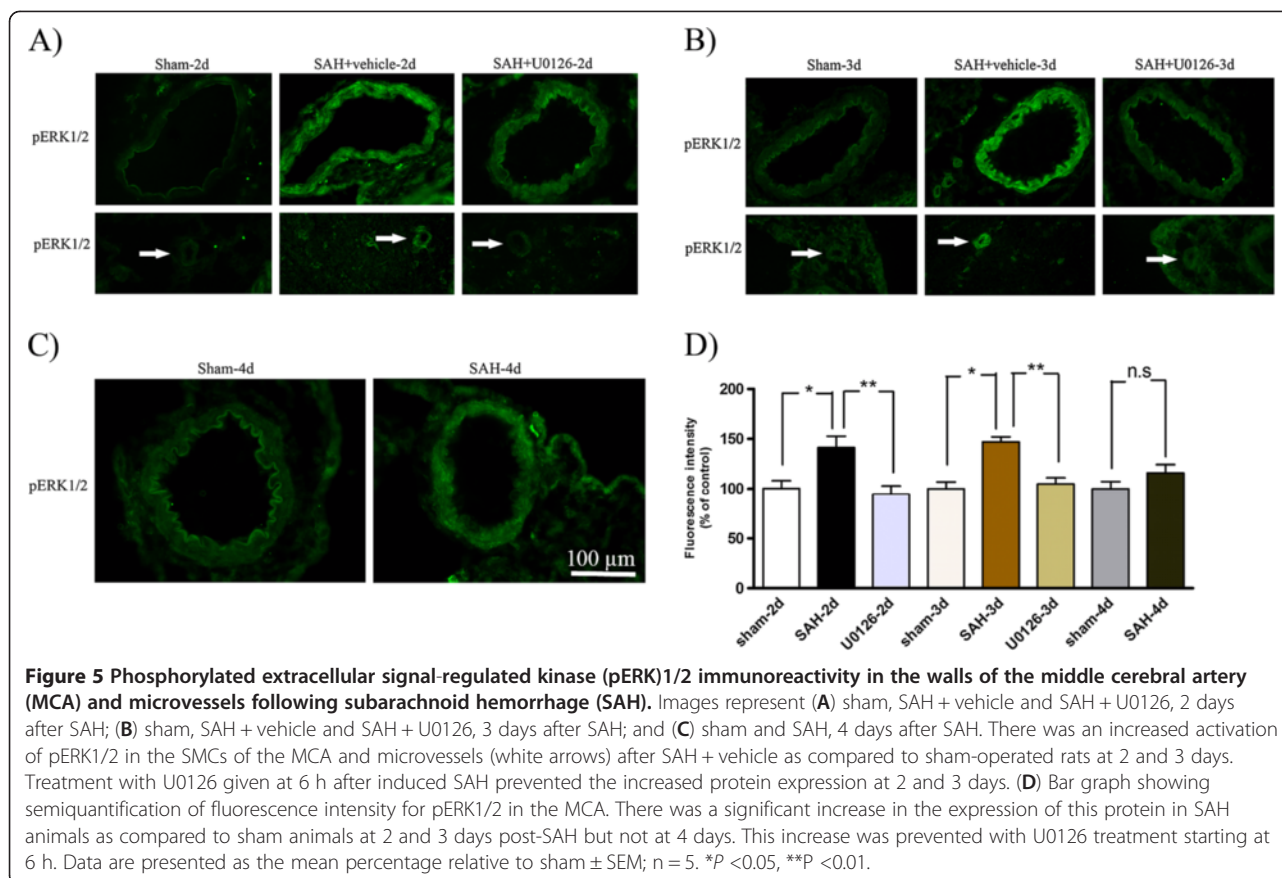 A)
Sham-2d SAH+vehicle-2d SAH+U0126-2d
pERK1/2
pERK1/2
B)
Sham-3d SAH+vehicle-3d SAH+U0126-3d
pERK1/2
pERK1/2
C)
Sham-4d SAH-4d
pERK1/2
100 µm
D)
Fluorescence intensity
(% of control)
200
150
100
50
0
* ** * ** n.s
sham-2d SAH-2d U0126-2d sham-3d SAH-3d U0126-3d sham-4d SAH-4d
Figure 5 Phosphorylated extracellular signal-regulated kinase (pERK)1/2 immunoreactivity in the walls of the middle cerebral artery
(MCA) and microvessels following subarachnoid hemorrhage (SAH). Images represent (A) sham, SAH + vehicle and SAH + U0126, 2 days
after SAH; (B) sham, SAH + vehicle and SAH + U0126, 3 days after SAH; and (C) sham and SAH, 4 days after SAH. There was an increased activation
of pERK1/2 in the SMCs of the MCA and microvessels (white arrows) after SAH + vehicle as compared to sham-operated rats at 2 and 3 days.
Treatment with U0126 given at 6 h after induced SAH prevented the increased protein expression at 2 and 3 days. (D) Bar graph showing
semiquantification of fluorescence intensity for pERK1/2 in the MCA. There was a significant increase in the expression of this protein in SAH
animals as compared to sham animals at 2 and 3 days post-SAH but not at 4 days. This increase was prevented with U0126 treatment starting at
6 h. Data are presented as the mean percentage relative to sham ± SEM; n = 5. *P <0.05, **P <0.01.